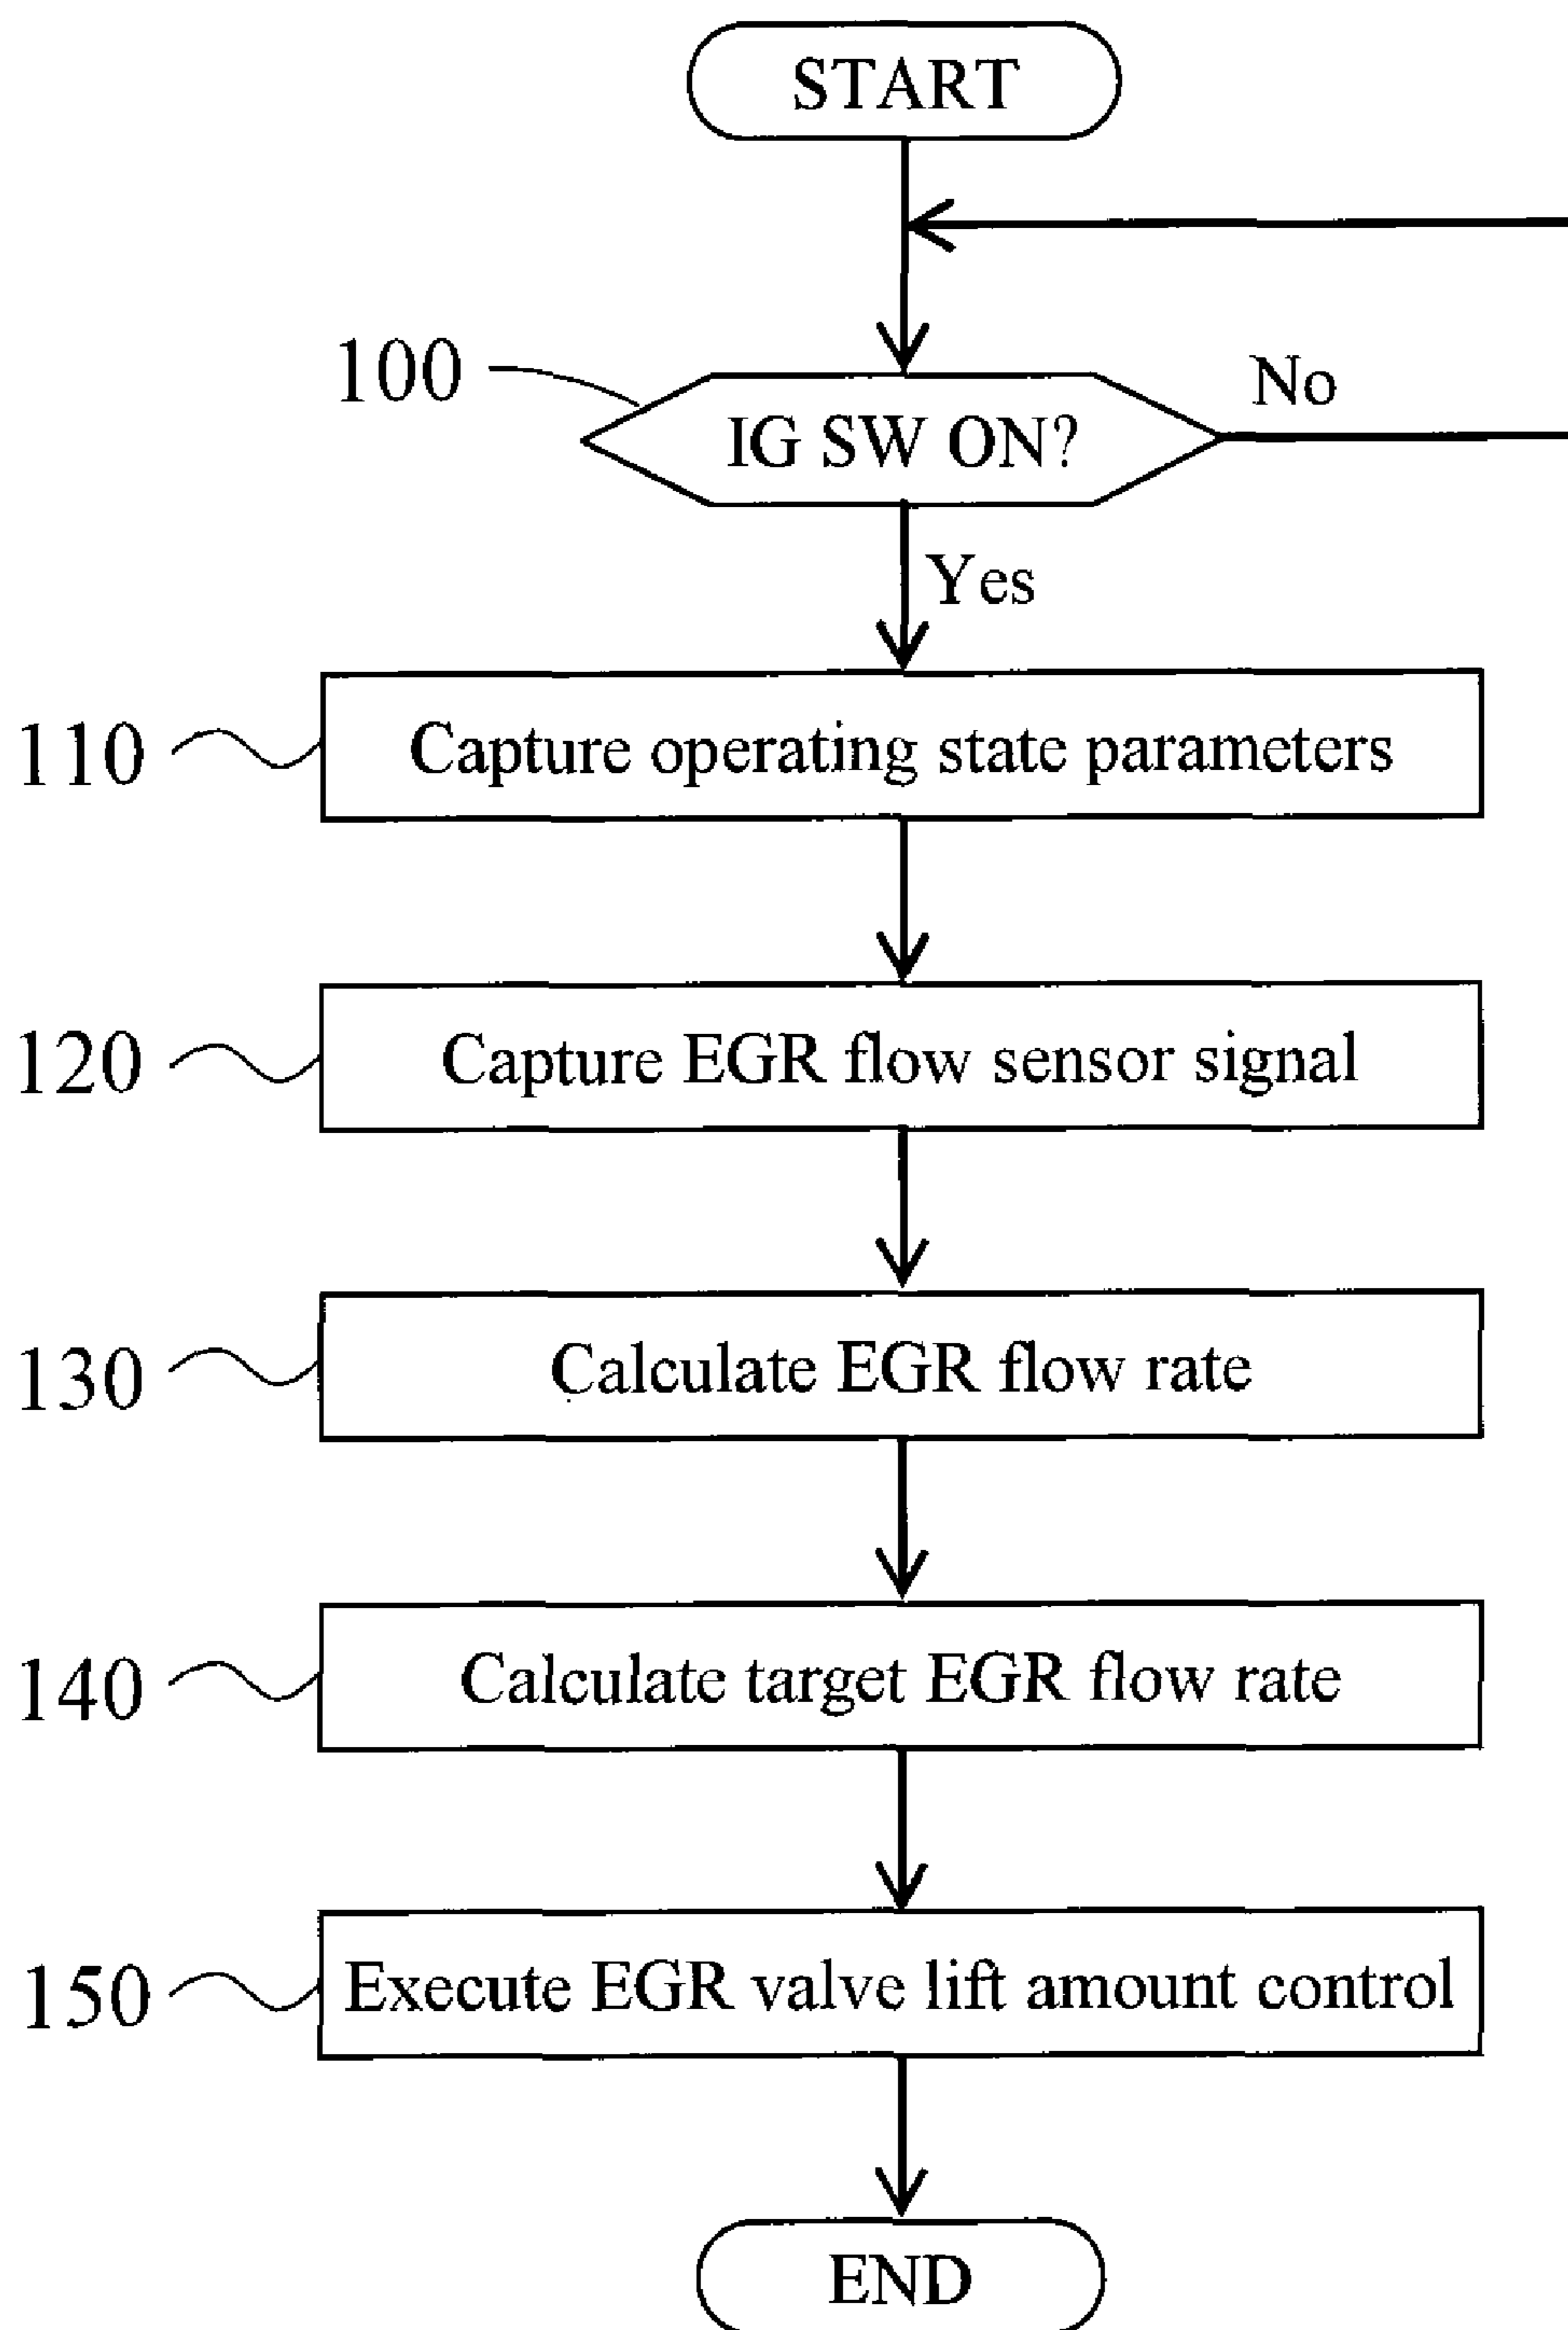 START
100
IG SW ON?
No
Yes
110
Capture operating state parameters
120
Capture EGR flow sensor signal
130
Calculate EGR flow rate
140
Calculate target EGR flow rate
150
Execute EGR valve lift amount control
END